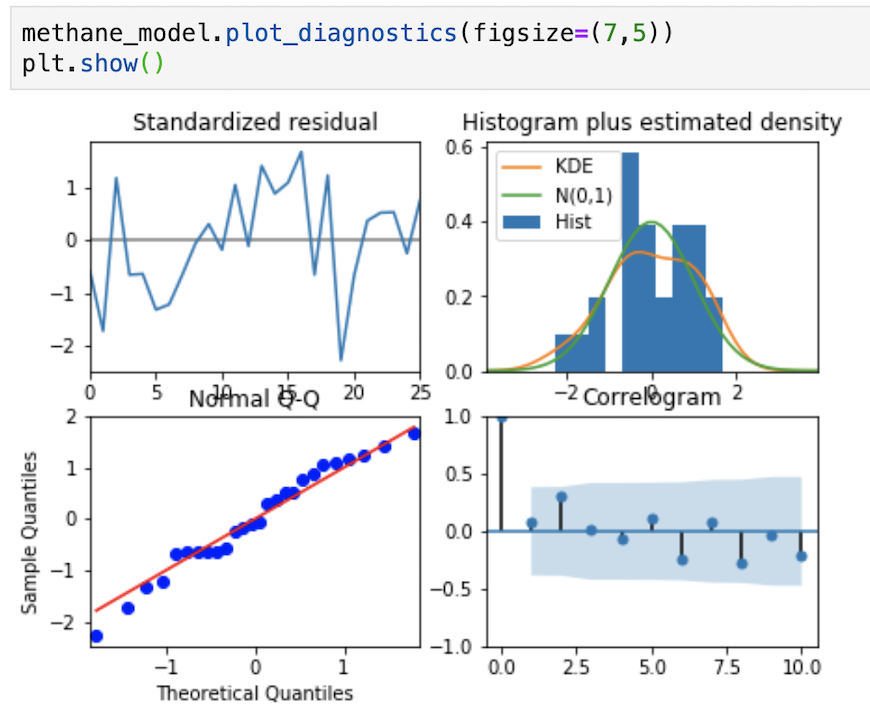 methane_model.plot_diagnostics(figsize=(7,5))
plt.show()
Standardized residual
1
0
−1
−2
0 5 10 15 20 25
Histogram plus estimated density
0.6
0.4
0.2
0.0
KDE
N(0,1)
Hist
−2 0 2
Normal Q-Q
2
1
0
−1
−2
Sample Quantiles
−1 0 1
Theoretical Quantiles
Correlogram
1.0
0.5
0.0
−0.5
−1.0
0.0 2.5 5.0 7.5 10.0